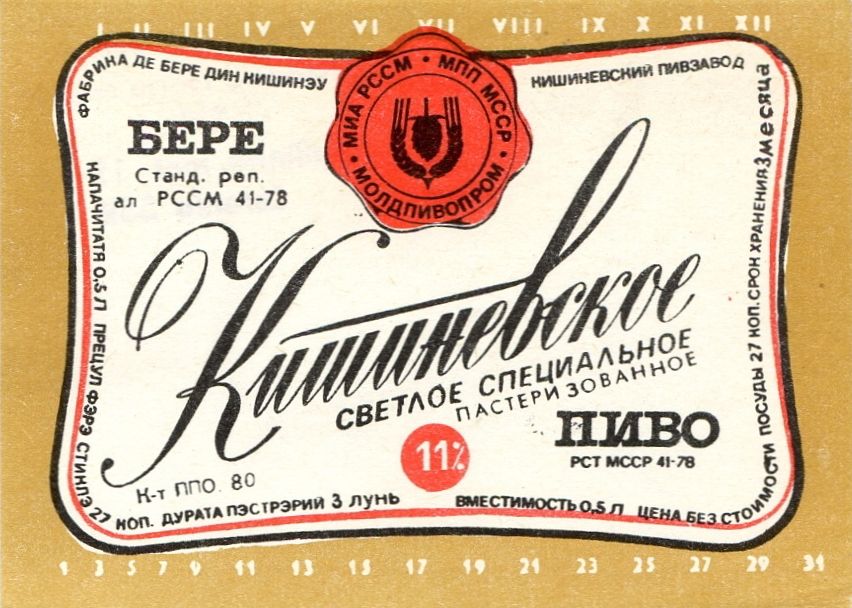 I II III IV V VI VII VIII IX X XI XII
ФАБРИКА ДЕ БЕРЕ ДИН КИШИНЭУ
МИА РССМ • МПП МССР
• МОЛДПИВОПРОМ •
КИШИНЕВСКИЙ ПИВЗАВОД
БЕРЕ
Станд. реп.
ал РССМ 41-78
Кишиневское
СВЕТЛОЕ СПЕЦИАЛЬНОЕ
ПАСТЕРИЗОВАННОЕ
11%
ПИВО
РСТ МССР 41-78
К-т ППО. 80
КАПАЧИТАТЯ 0,5 Л ПРЕЦУЛ ФЭРЭ СТИКЛЭ 27 КОП. ДУРАТА ПЭСТРЭРИЙ 3 ЛУНЬ
ВМЕСТИМОСТЬ 0,5 Л ЦЕНА БЕЗ СТОИМОСТИ ПОСУДЫ 27 КОП. СРОК ХРАНЕНИЯ 3 месяца
1 3 5 7 9 11 13 15 17 19 21 23 25 27 29 31